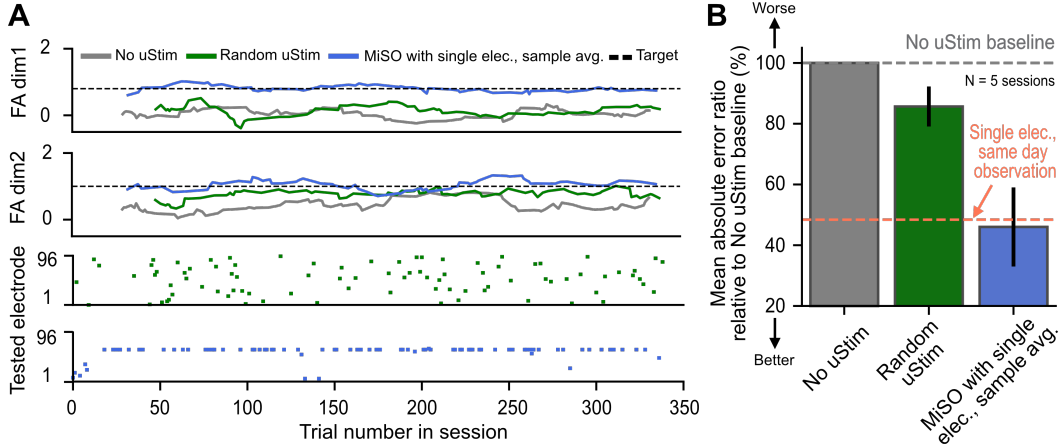 A
No uStim
Random uStim
MiSO with single elec., sample avg.
Target
FA dim1
2
0
FA dim2
2
1
0
Tested electrode
96
1
96
1
0
50
100
150
200
250
300
350
Trial number in session
B
Worse
No uStim baseline
N = 5 sessions
Single elec.,
same day
observation
Mean absolute error ratio
relative to No uStim baseline (%)
100
80
60
40
20
Better
No uStim
Random
uStim
MiSO with single
elec., sample avg.